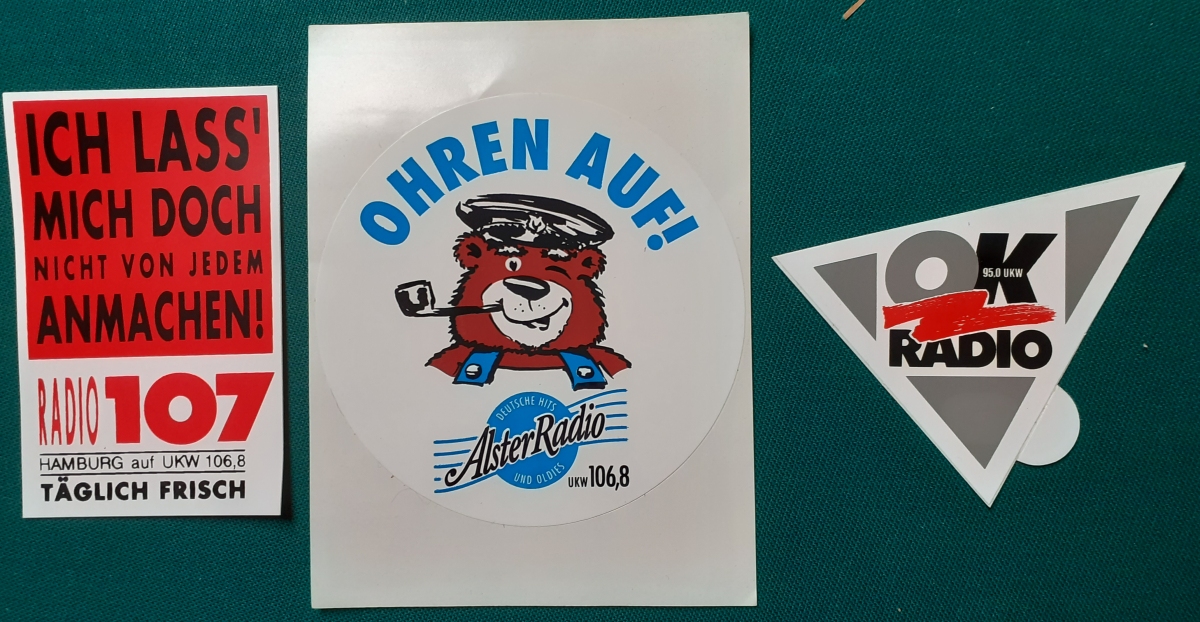 ICH LASS'
MICH DOCH
NICHT VON JEDEM
ANMACHEN!
RADIO 107
HAMBURG auf UKW 106,8
TÄGLICH FRISCH
OHREN AUF!
DEUTSCHE HITS
AlsterRadio
UND OLDIES
UKW 106,8
OK
95.0 UKW
RADIO